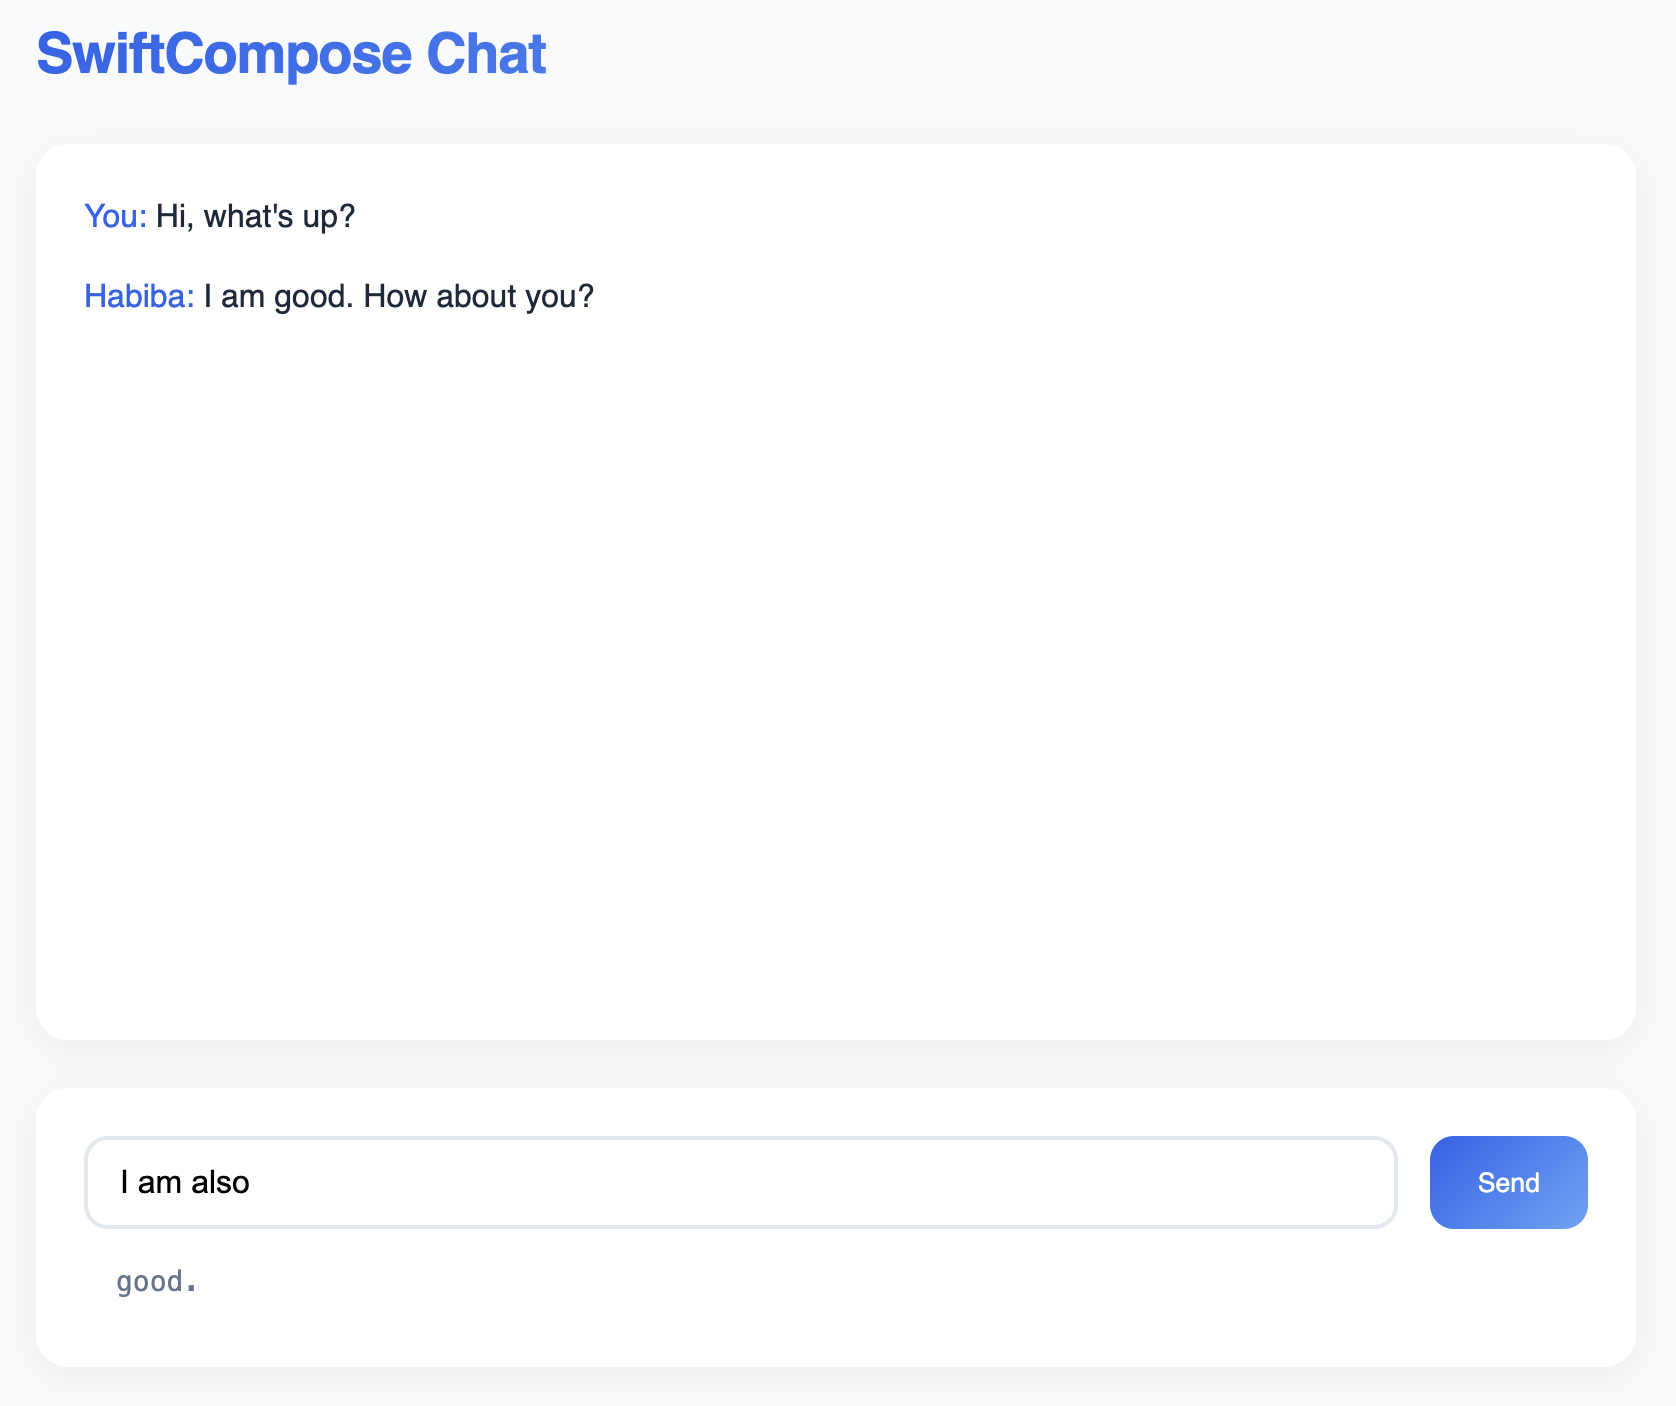 SwiftCompose Chat
You: Hi, what's up?
Habiba: I am good. How about you?
I am also
Send
good.